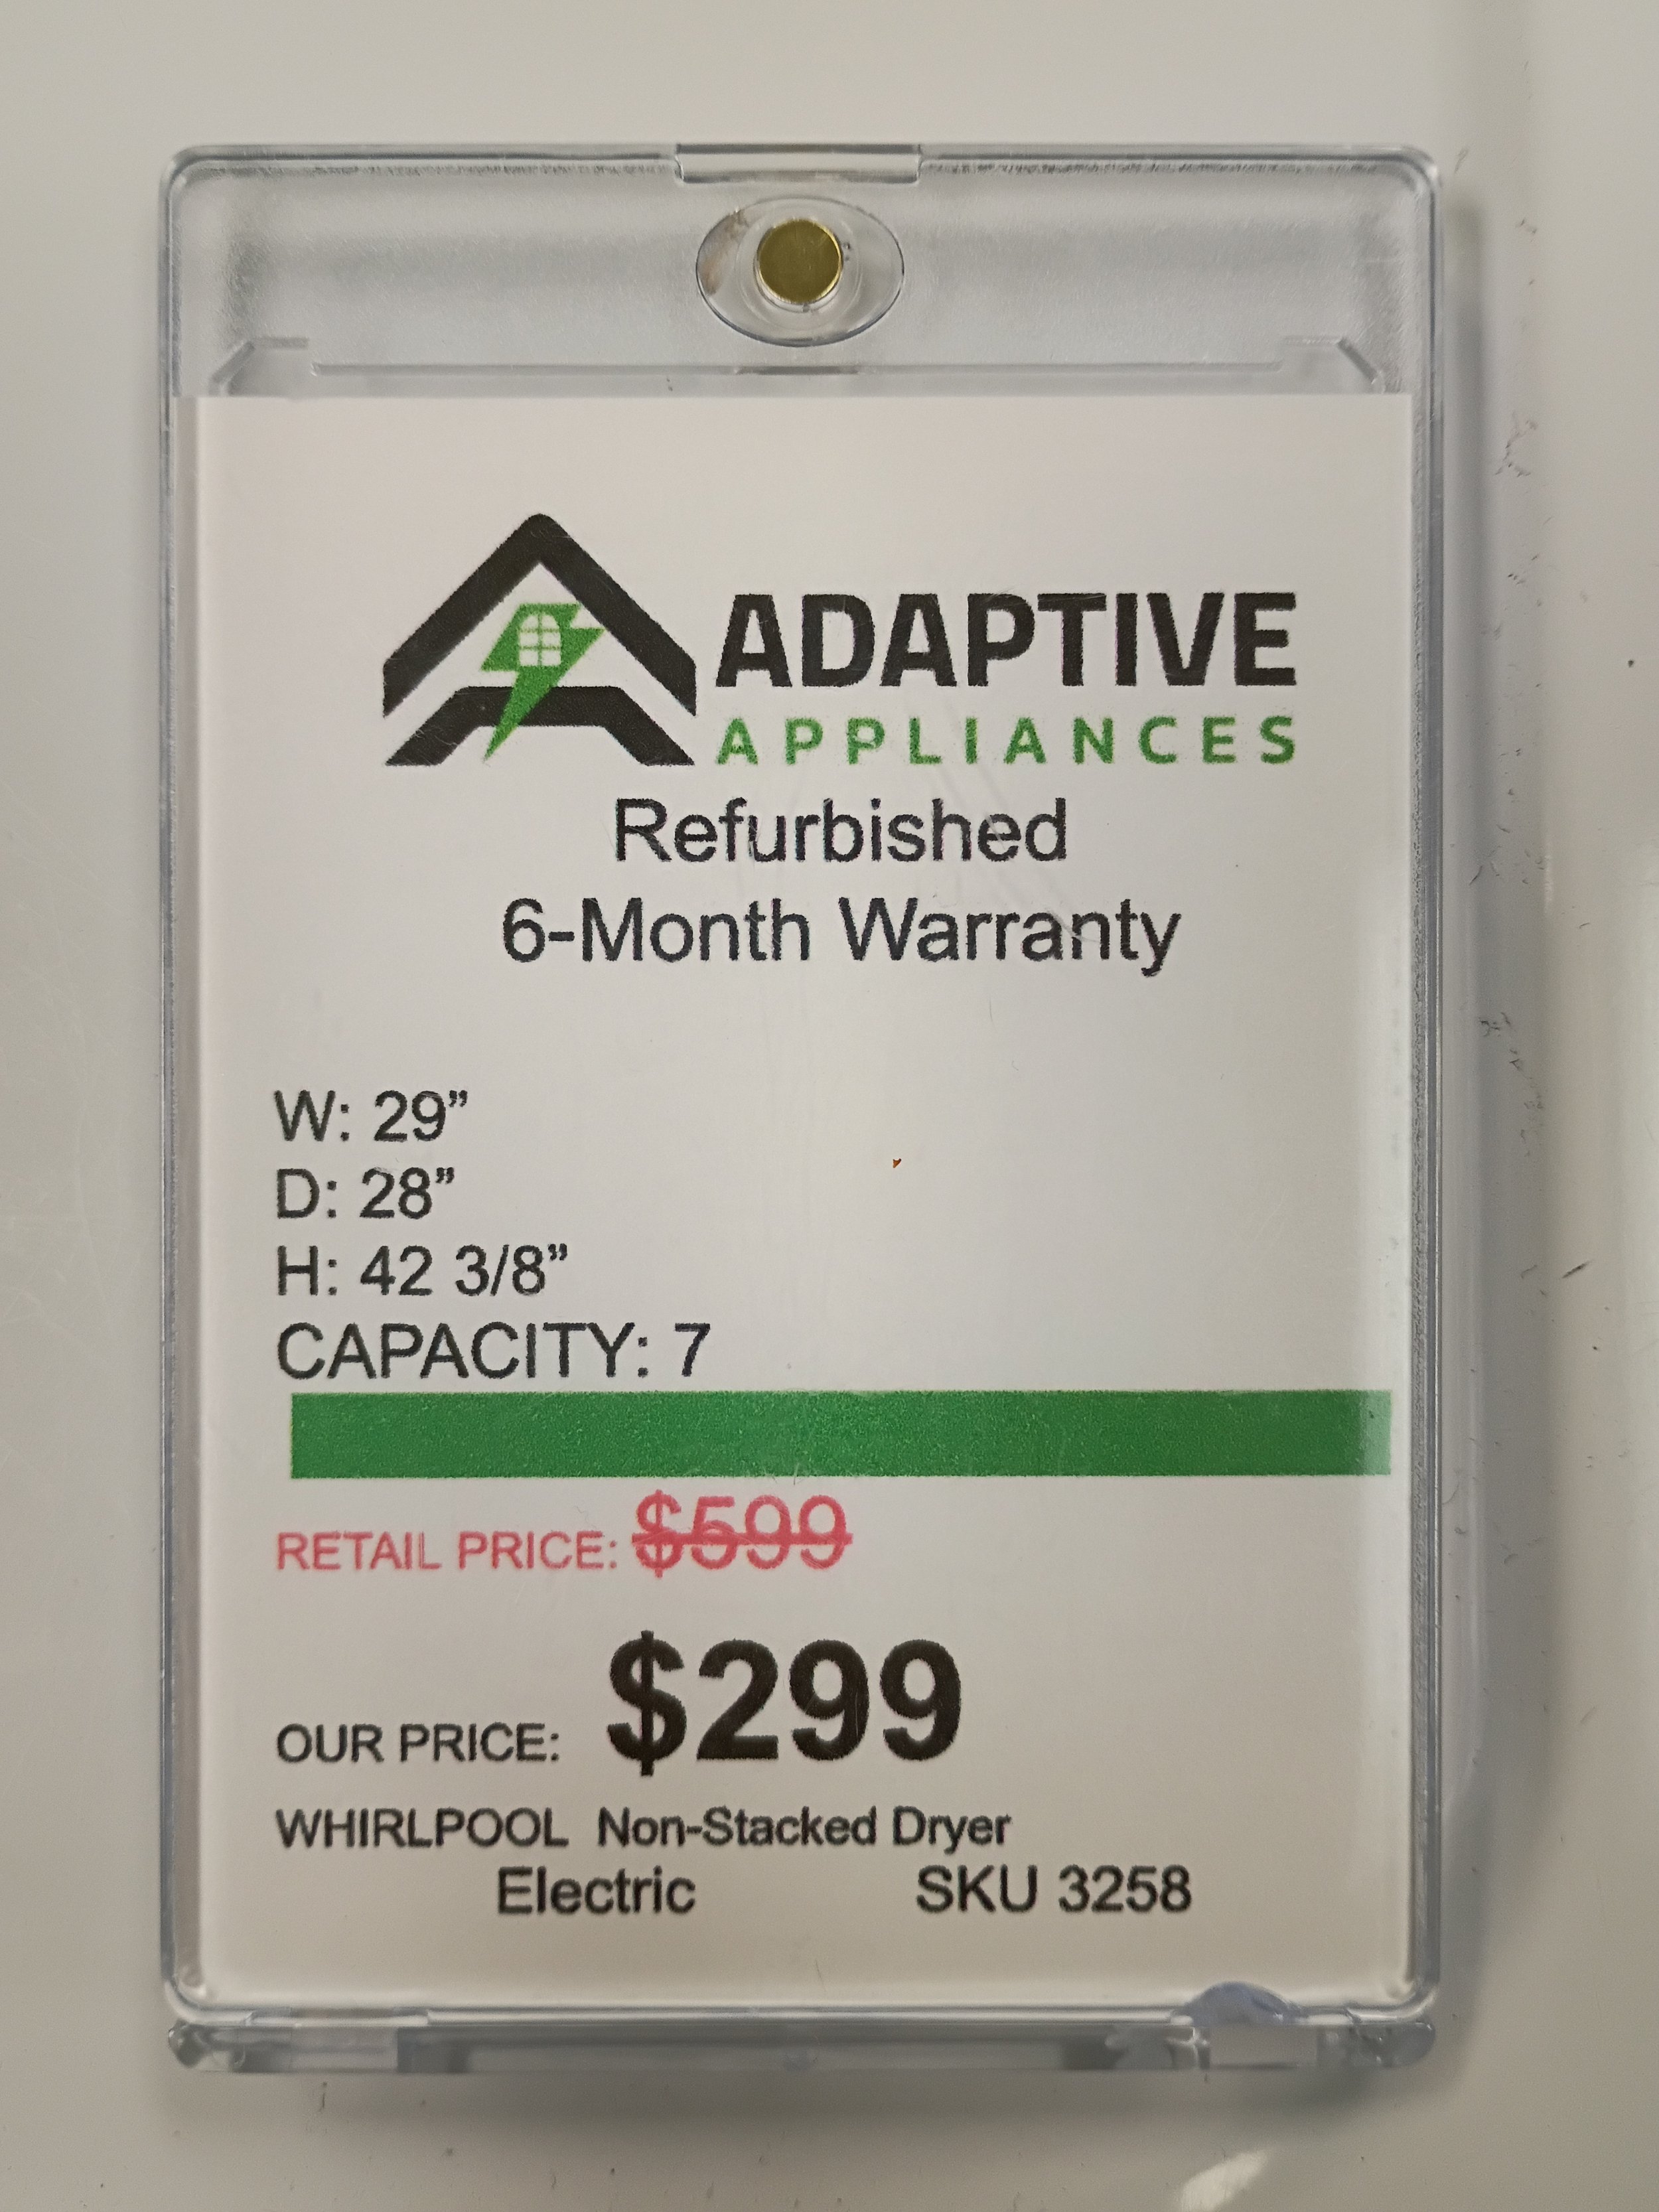 ADAPTIVE
APPLIANCES
Refurbished
6-Month Warranty
W: 29”
D: 28”
H: 42 3/8”
CAPACITY: 7
RETAIL PRICE: $599
OUR PRICE: $299
WHIRLPOOL Non-Stacked Dryer
Electric SKU 3258